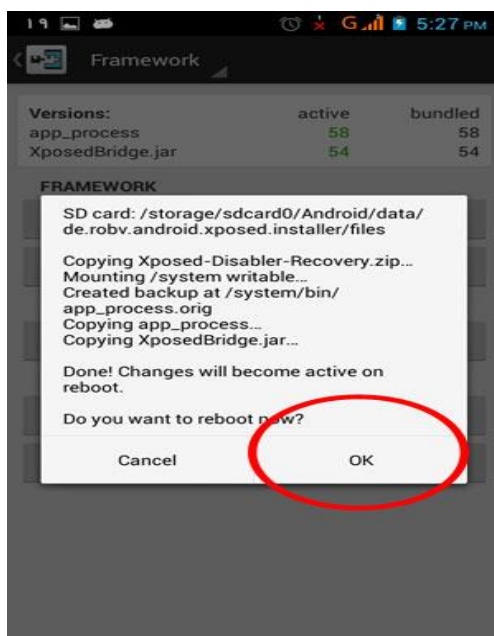 ١٩ G 5:27 PM
Framework
Versions: active bundled
app_process 58 58
XposedBridge.jar 54 54
FRAMEWORK
SD card: /storage/sdcard0/Android/data/
de.robv.android.xposed.installer/files
Copying Xposed-Disabler-Recovery.zip...
Mounting /system writable...
Created backup at /system/bin/
app_process.orig
Copying app_process...
Copying XposedBridge.jar...
Done! Changes will become active on
reboot.
Do you want to reboot now?
Cancel OK